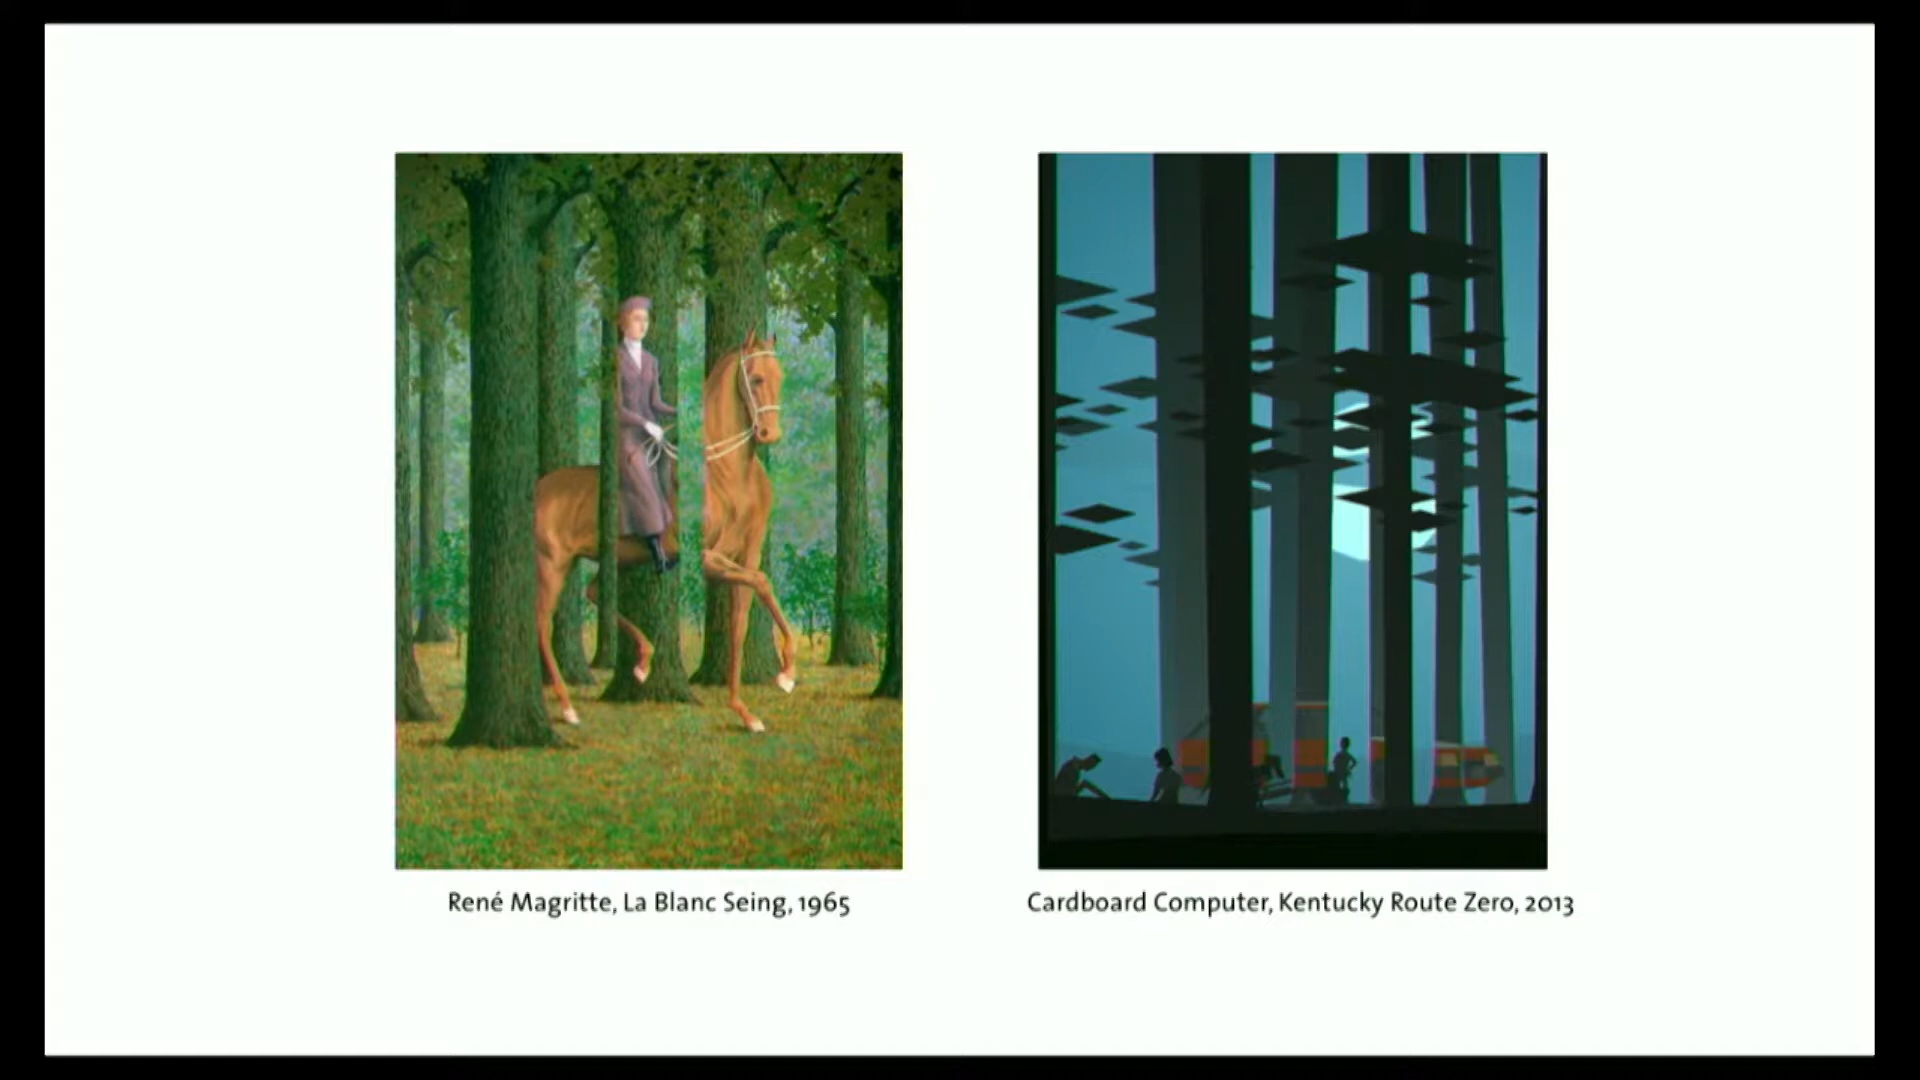 René Magritte, La Blanc Seing, 1965
Cardboard Computer, Kentucky Route Zero, 2013